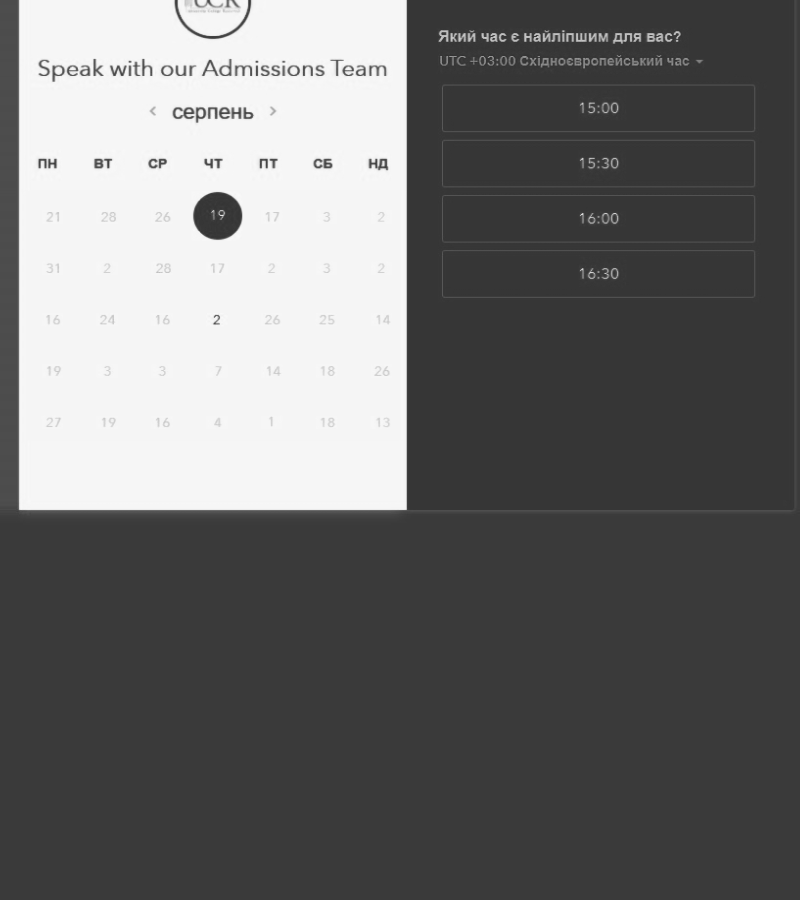 UCR
Speak with our Admissions Team
серпень
ПН ВТ СР ЧТ ПТ СБ НД
21 28 26 19 17 3 2
31 2 28 17 2 3 2
16 24 16 2 26 25 14
19 3 3 7 14 18 26
27 19 16 4 1 18 13
Який час є найліпшим для вас?
UTC +03:00 Східноєвропейський час
15:00
15:30
16:00
16:30